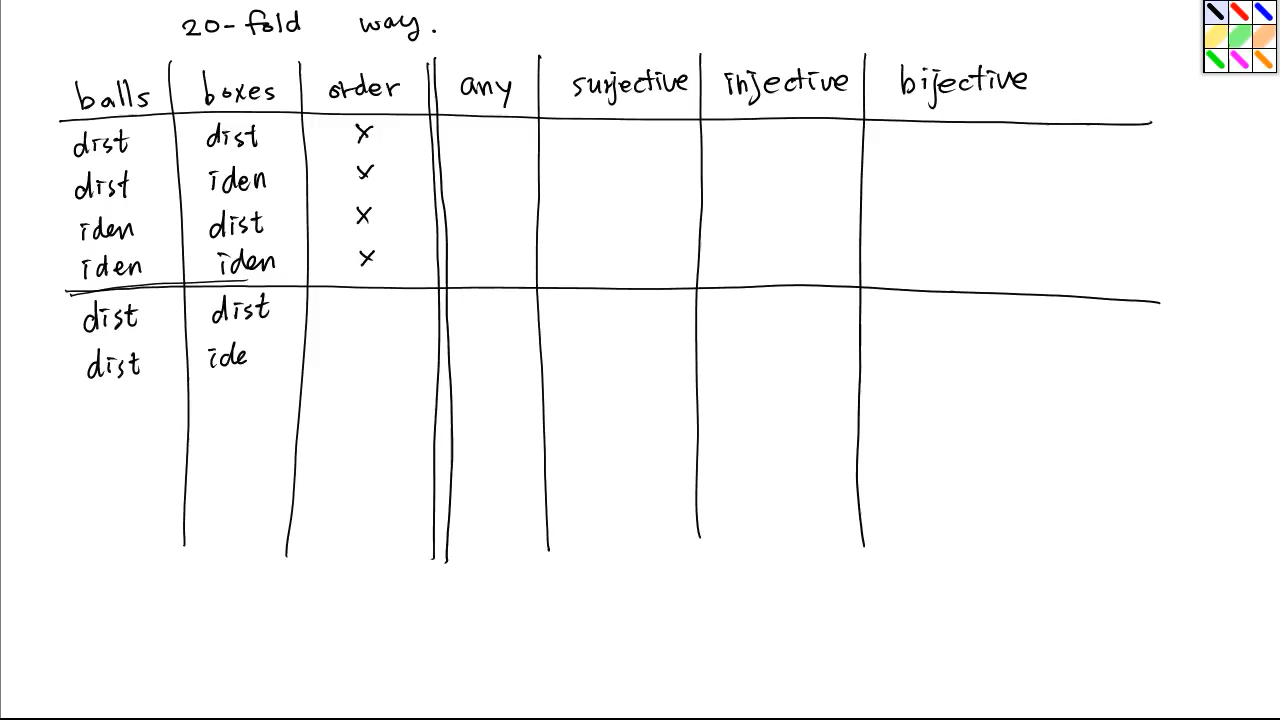 20-fold way.
balls boxes order any surjective injective bijective
dist dist x
dist iden x
iden dist x
iden iden x
dist dist
dist ide